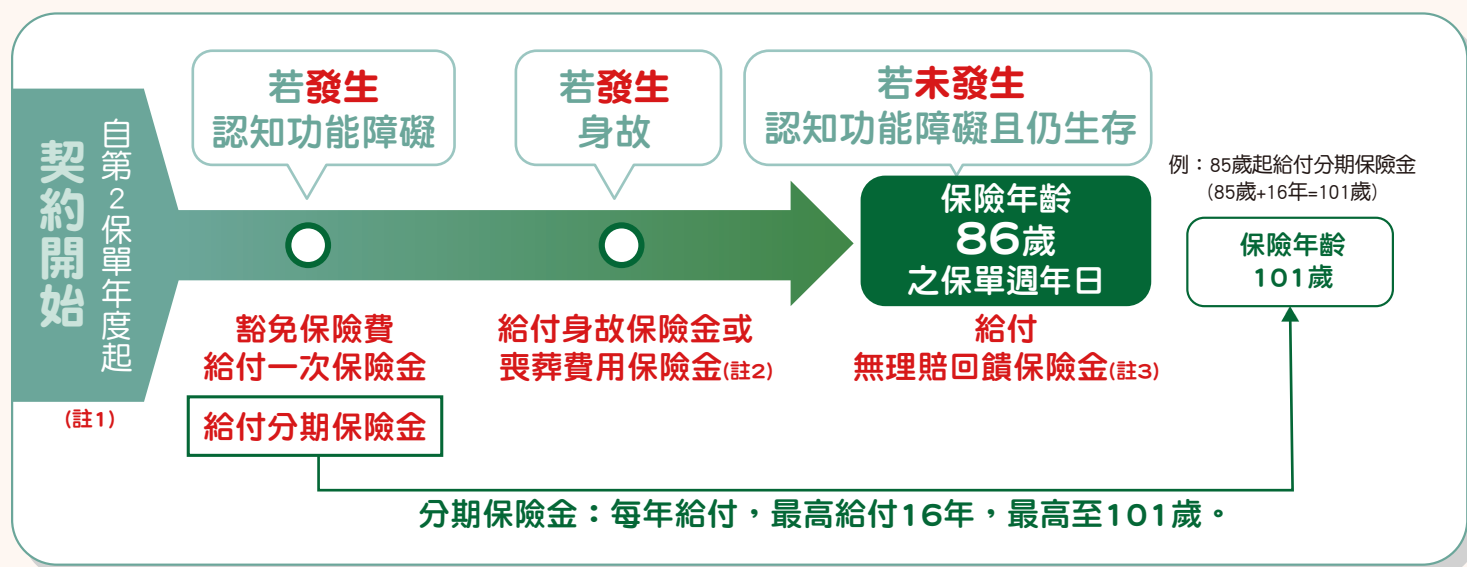 契約開始
自第2保單年度起
(註1)
若發生
認知功能障礙
豁免保險費
給付一次保險金
給付分期保險金
若發生
身故
給付身故保險金或
喪葬費用保險金(註2)
若未發生
認知功能障礙且仍生存
保險年齡
86歲
之保單週年日
給付
無理賠回饋保險金(註3)
例：85歲起給付分期保險金
(85歲+16年=101歲)
保險年齡
101歲
分期保險金：每年給付，最高給付16年，最高至101歲。